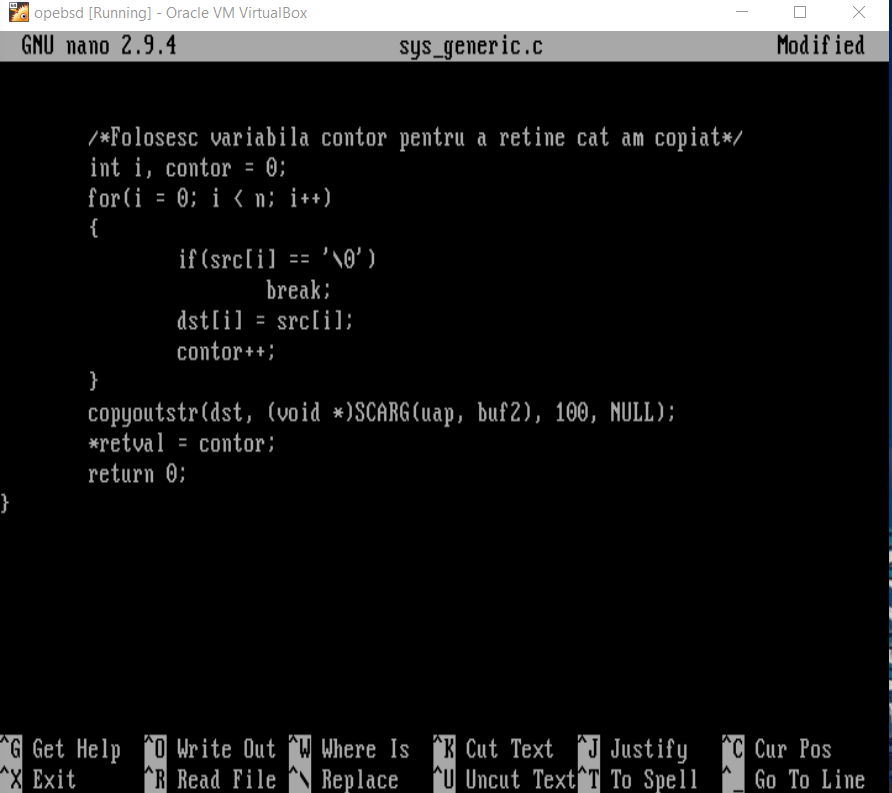 opebsd [Running] - Oracle VM VirtualBox
GNU nano 2.9.4 sys_generic.c Modified
/*Folosesc variabila contor pentru a retine cat am copiat*/
int i, contor = 0;
for(i = 0; i < n; i++)
{
if(src[i] == '\0')
break;
dst[i] = src[i];
contor++;
}
copyoutstr(dst, (void *)SCARG(uap, buf2), 100, NULL);
*retval = contor;
return 0;
}
^G Get Help ^O Write Out ^W Where Is ^K Cut Text ^J Justify ^C Cur Pos
^X Exit ^R Read File ^\ Replace ^U Uncut Text ^T To Spell ^_ Go To Line